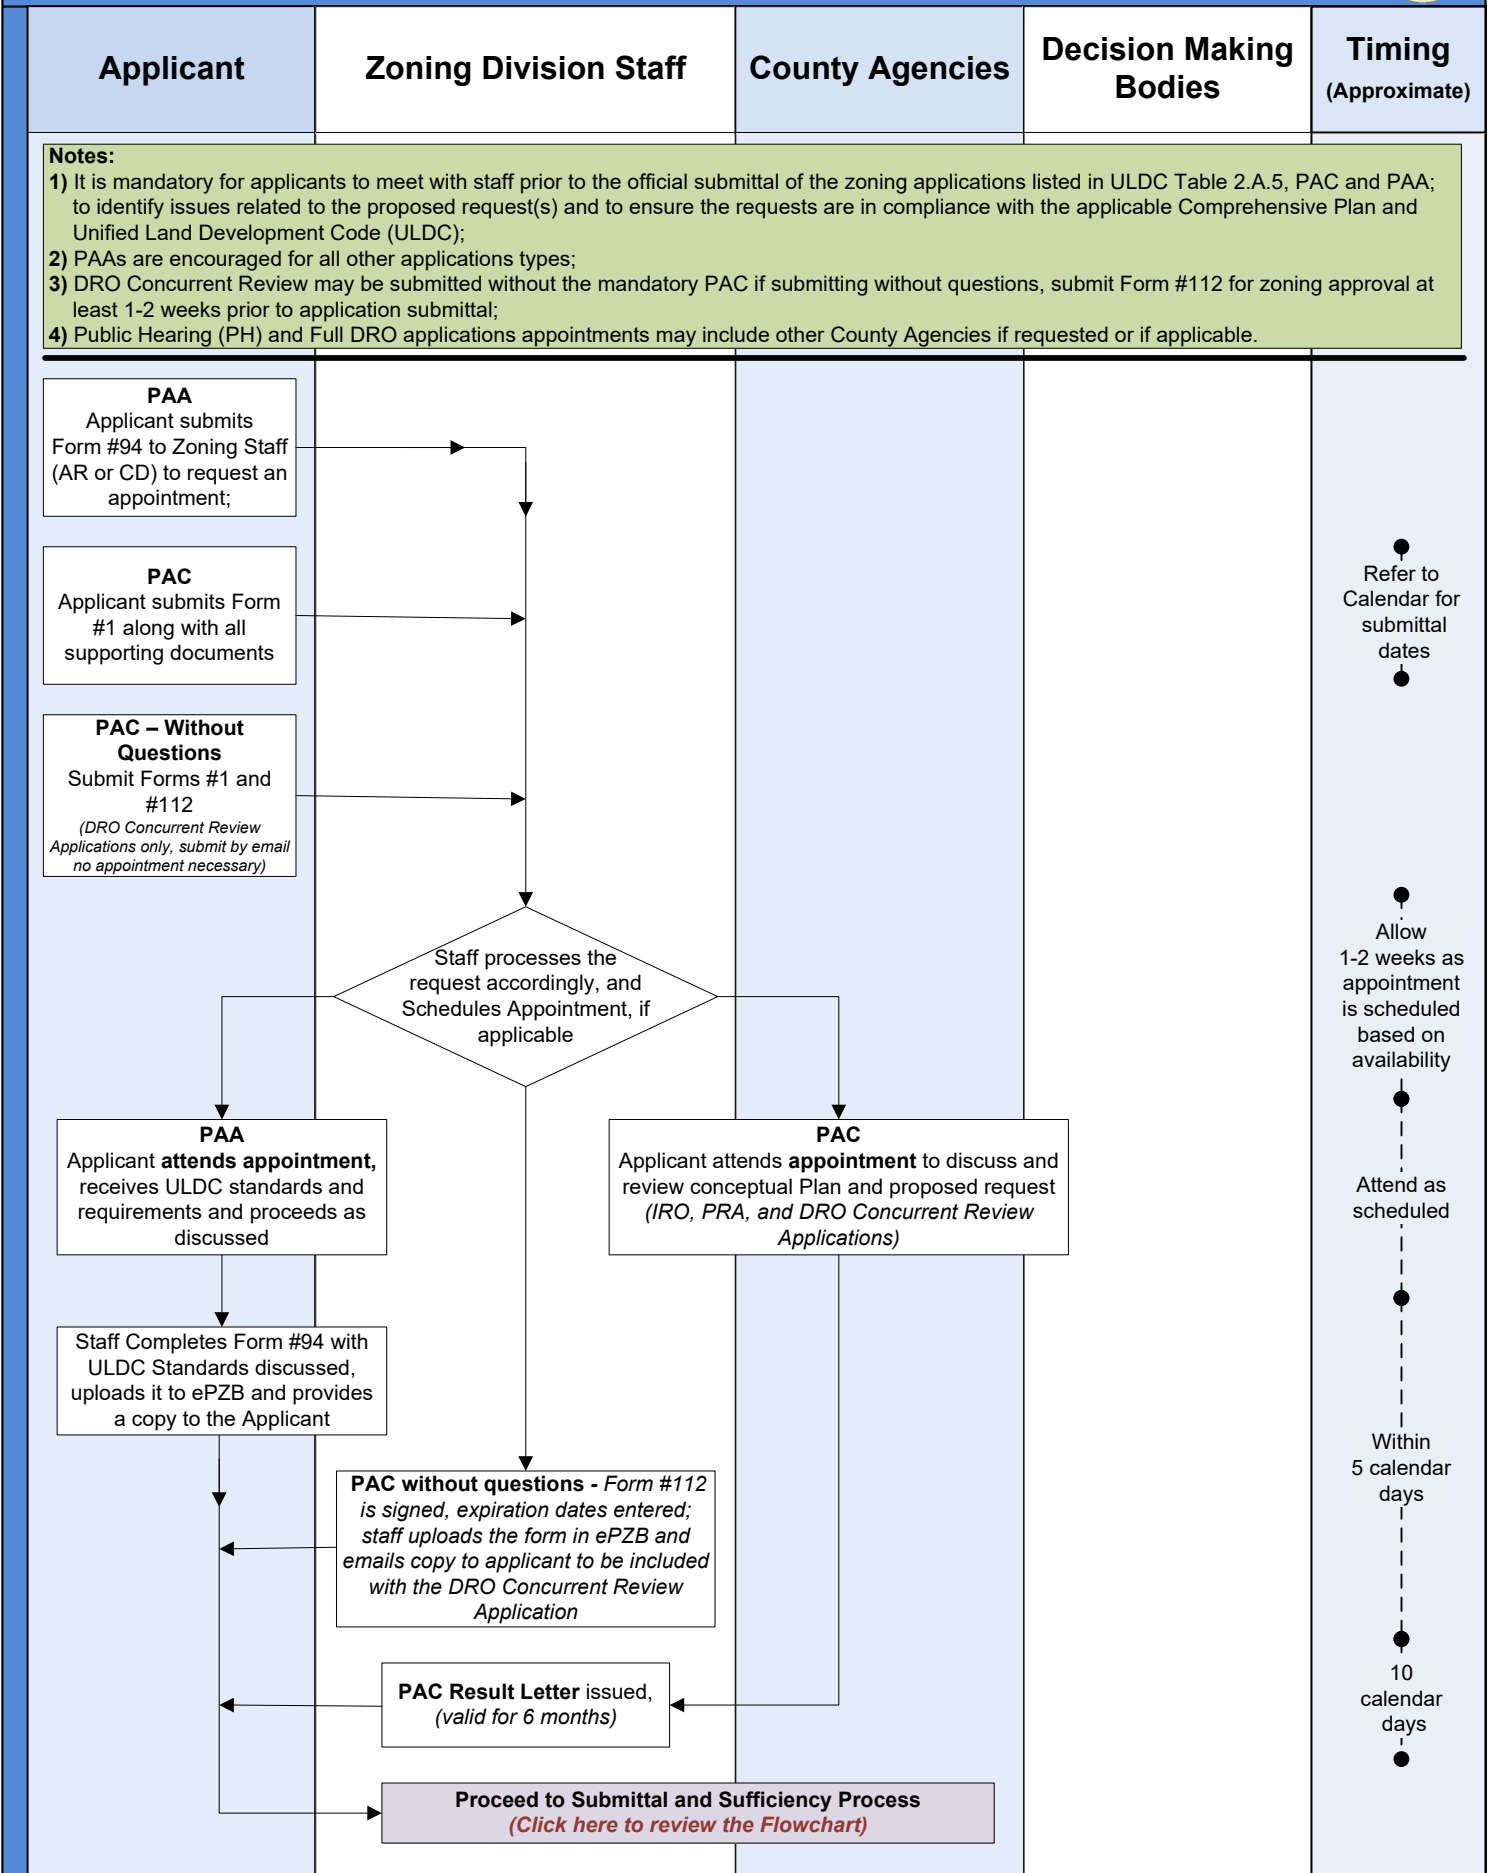 Applicant
Zoning Division Staff
County Agencies
Decision Making
Bodies
Timing
(Approximate)
Notes:
1) It is mandatory for applicants to meet with staff prior to the official submittal of the zoning applications listed in ULDC Table 2.A.5, PAC and PAA;
to identify issues related to the proposed request(s) and to ensure the requests are in compliance with the applicable Comprehensive Plan and
Unified Land Development Code (ULDC);
2) PAAs are encouraged for all other applications types;
3) DRO Concurrent Review may be submitted without the mandatory PAC if submitting without questions, submit Form #112 for zoning approval at
least 1-2 weeks prior to application submittal;
4) Public Hearing (PH) and Full DRO applications appointments may include other County Agencies if requested or if applicable.
PAA
Applicant submits
Form #94 to Zoning Staff
(AR or CD) to request an
appointment;
PAC
Applicant submits Form
#1 along with all
supporting documents
Refer to
Calendar for
submittal
dates
PAC – Without
Questions
Submit Forms #1 and
#112
(DRO Concurrent Review
Applications only, submit by email
no appointment necessary)
Staff processes the
request accordingly, and
Schedules Appointment, if
applicable
Allow
1-2 weeks as
appointment
is scheduled
based on
availability
PAA
Applicant attends appointment,
receives ULDC standards and
requirements and proceeds as
discussed
PAC
Applicant attends appointment to discuss and
review conceptual Plan and proposed request
(IRO, PRA, and DRO Concurrent Review
Applications)
Attend as
scheduled
Staff Completes Form #94 with
ULDC Standards discussed,
uploads it to ePZB and provides
a copy to the Applicant
Within
5 calendar
days
PAC without questions - Form #112
is signed, expiration dates entered;
staff uploads the form in ePZB and
emails copy to applicant to be included
with the DRO Concurrent Review
Application
PAC Result Letter issued,
(valid for 6 months)
10
calendar
days
Proceed to Submittal and Sufficiency Process
(Click here to review the Flowchart)